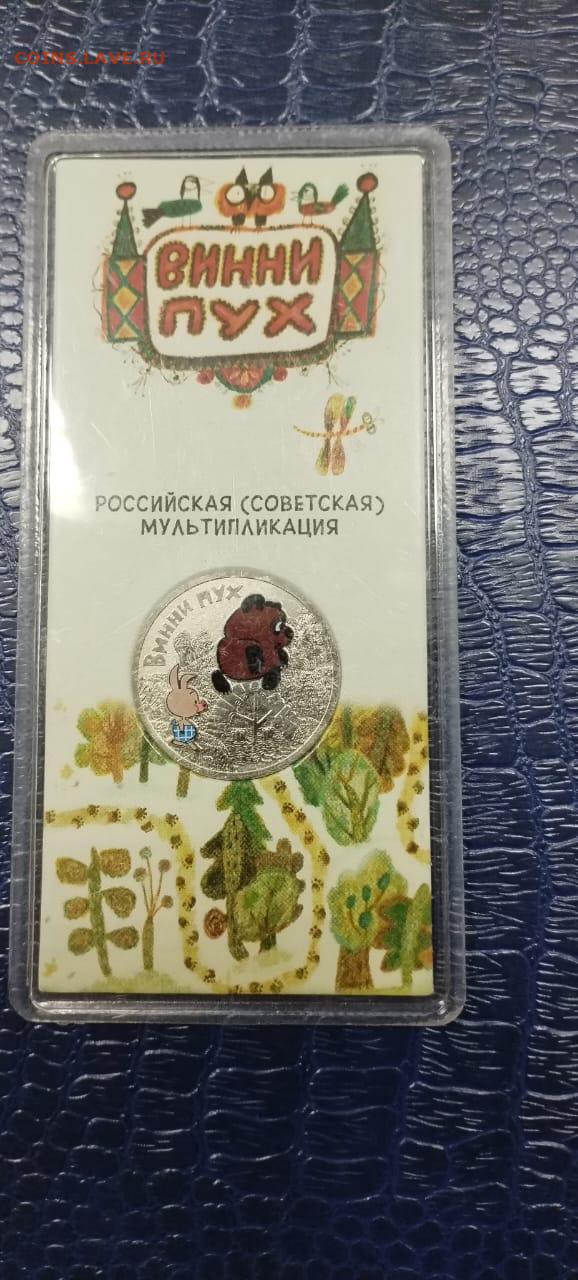 COINS.LAVE.RU
ВИННИ
ПУХ
РОССИЙСКАЯ (СОВЕТСКАЯ)
МУЛЬТИПЛИКАЦИЯ
ВИННИ ПУХ